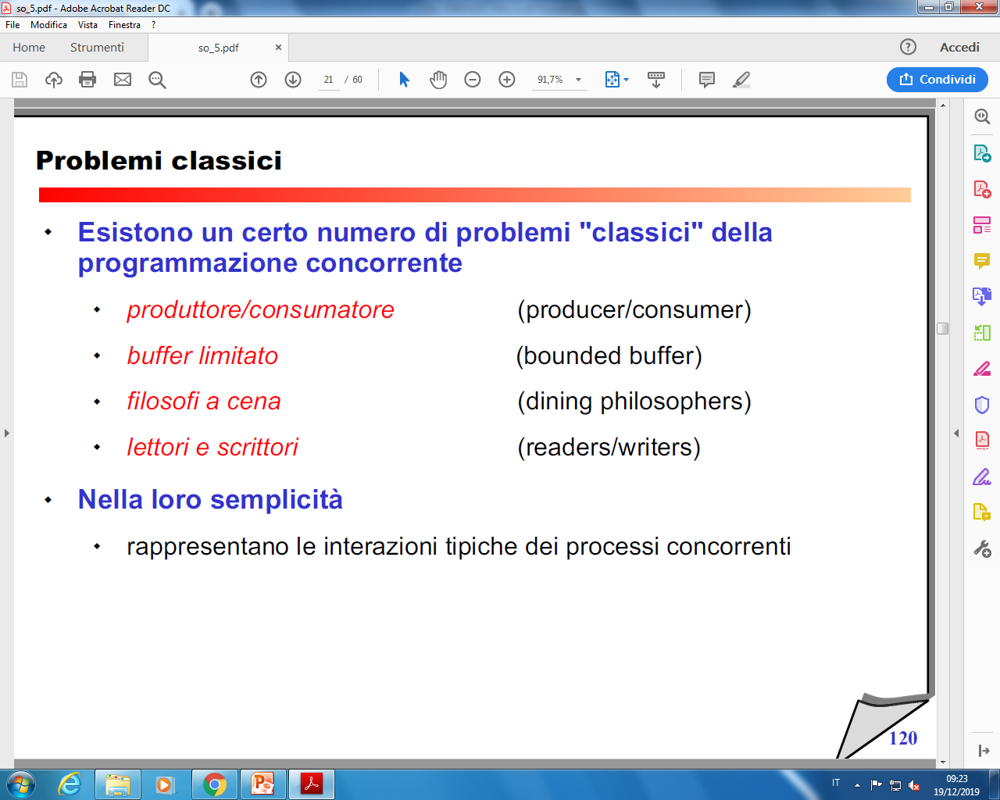 so_5.pdf - Adobe Acrobat Reader DC
File Modifica Vista Finestra ?
Home Strumenti so_5.pdf × ? Accedi
21 / 60 91,7% Condividi
Problemi classici
Esistono un certo numero di problemi "classici" della
programmazione concorrente
produttore/consumatore (producer/consumer)
buffer limitato (bounded buffer)
filosofi a cena (dining philosophers)
lettori e scrittori (readers/writers)
Nella loro semplicità
rappresentano le interazioni tipiche dei processi concorrenti
120
IT 09:23
19/12/2019